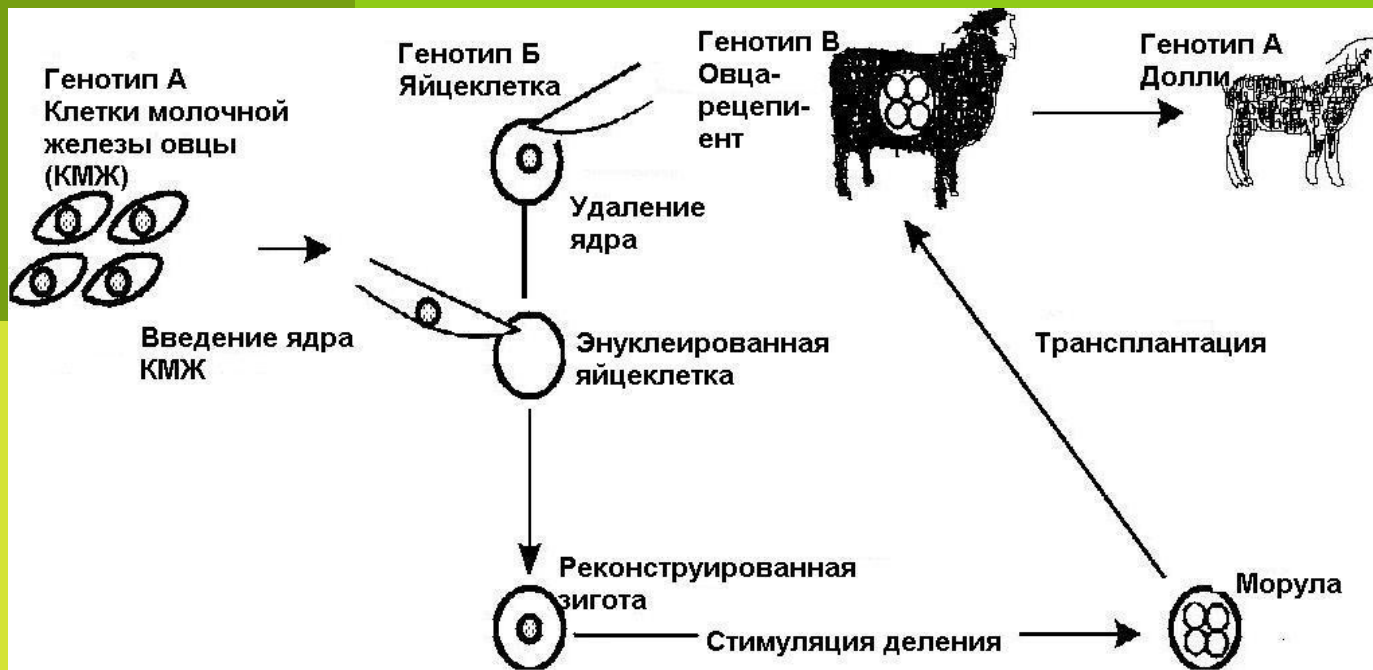 Генотип А
Клетки молочной
железы овцы
(КМЖ)
Генотип Б
Яйцеклетка
Генотип В
Овца-
рецепи-
ент
Генотип А
Долли
Удаление
ядра
Введение ядра
КМЖ
Энуклеированная
яйцеклетка
Трансплантация
Реконструированная
зигота
Стимуляция деления
Морула